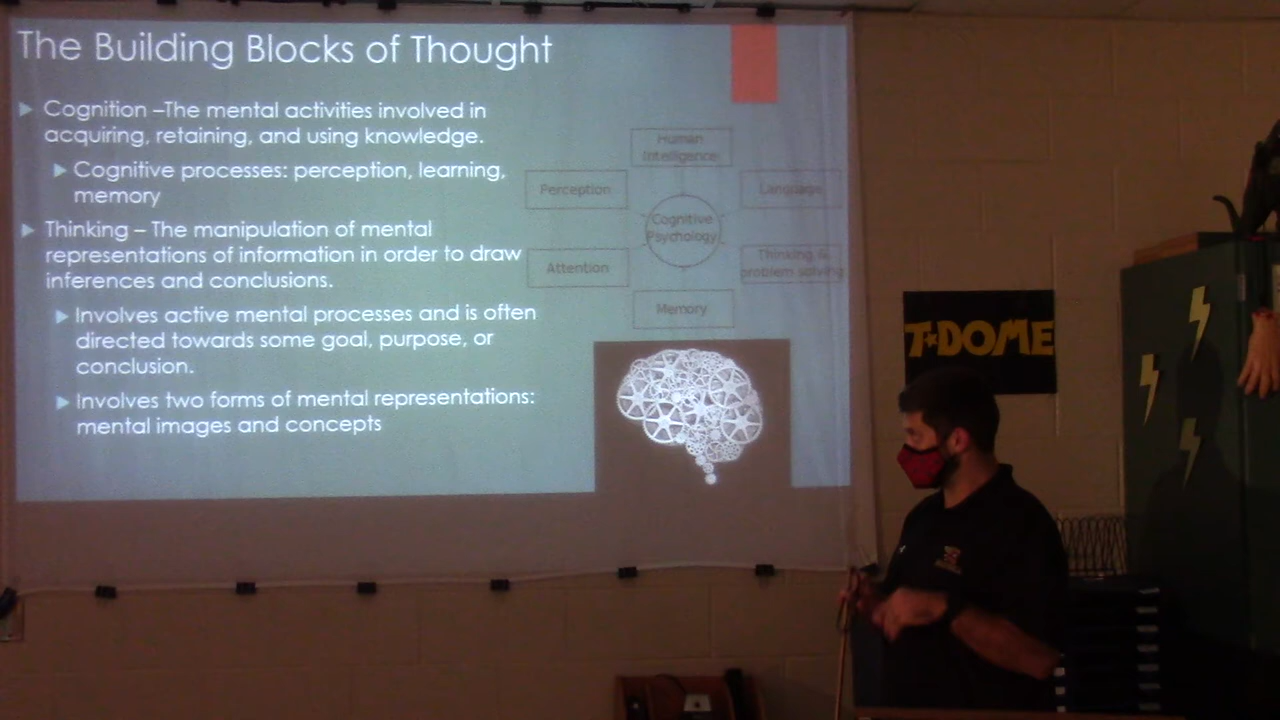 The Building Blocks of Thought
Cognition –The mental activities involved in
acquiring, retaining, and using knowledge.
Cognitive processes: perception, learning,
memory
Thinking – The manipulation of mental
representations of information in order to draw
inferences and conclusions.
Involves active mental processes and is often
directed towards some goal, purpose, or
conclusion.
Involves two forms of mental representations:
mental images and concepts
Human
Intelligence
Perception
Language
Cognitive
Psychology
Attention
Thinking &
problem solving
Memory
T★DOME